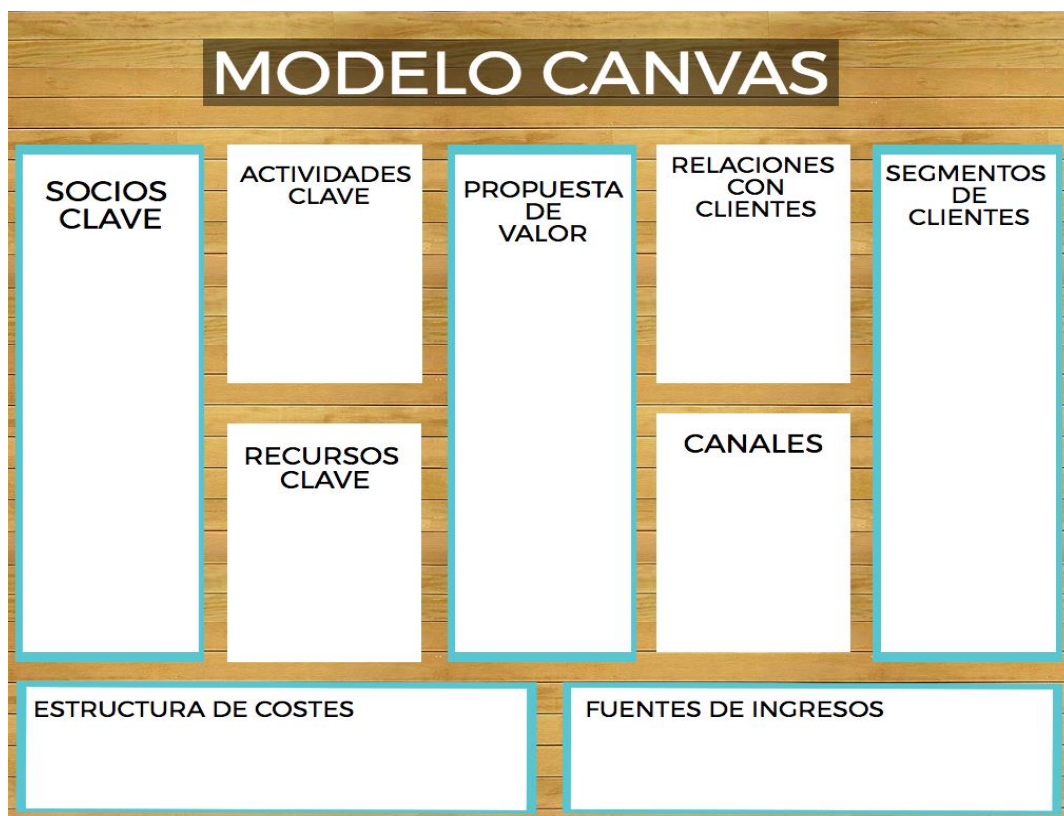 MODELO CANVAS
SOCIOS
CLAVE
ACTIVIDADES
CLAVE
RECURSOS
CLAVE
PROPUESTA
DE
VALOR
RELACIONES
CON
CLIENTES
CANALES
SEGMENTOS
DE
CLIENTES
ESTRUCTURA DE COSTES
FUENTES DE INGRESOS